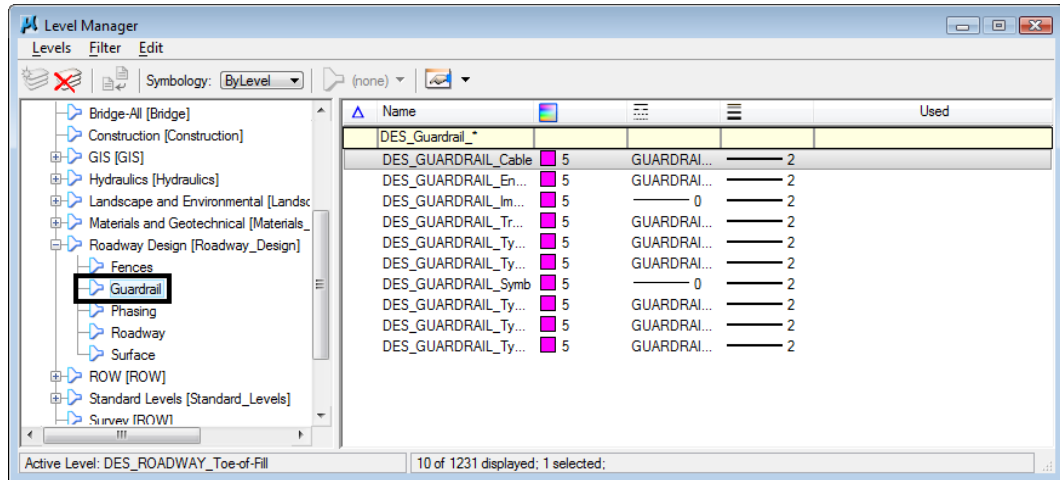 Level Manager
Levels Filter Edit
Symbology: ByLevel (none)
Bridge-All [Bridge]
Construction [Construction]
GIS [GIS]
Hydraulics [Hydraulics]
Landscape and Environmental [Landsc
Materials and Geotechnical [Materials_
Roadway Design [Roadway_Design]
Fences
Guardrail
Phasing
Roadway
Surface
ROW [ROW]
Standard Levels [Standard_Levels]
Survey [ROW]
Name Used
DES_Guardrail_*
DES_GUARDRAIL_Cable 5 GUARDRAI... 2
DES_GUARDRAIL_En... 5 GUARDRAI... 2
DES_GUARDRAIL_Im... 5 0 2
DES_GUARDRAIL_Tr... 5 GUARDRAI... 2
DES_GUARDRAIL_Ty... 5 GUARDRAI... 2
DES_GUARDRAIL_Ty... 5 GUARDRAI... 2
DES_GUARDRAIL_Symb 5 0 2
DES_GUARDRAIL_Ty... 5 GUARDRAI... 2
DES_GUARDRAIL_Ty... 5 GUARDRAI... 2
DES_GUARDRAIL_Ty... 5 GUARDRAI... 2
Active Level: DES_ROADWAY_Toe-of-Fill 10 of 1231 displayed; 1 selected;